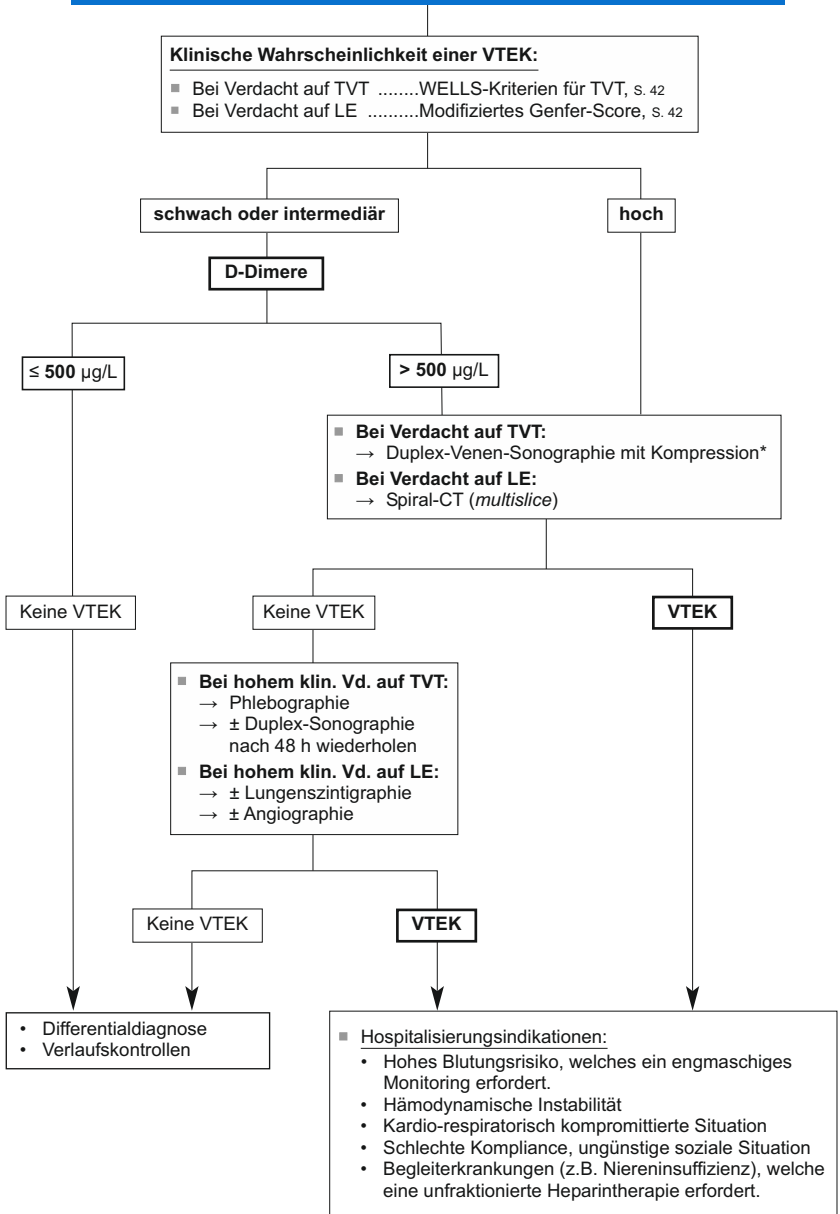 Klinische Wahrscheinlichkeit einer VTEK:
■ Bei Verdacht auf TVT ........WELLS-Kriterien für TVT, S. 42
■ Bei Verdacht auf LE ..........Modifiziertes Genfer-Score, S. 42
schwach oder intermediär
hoch
D-Dimere
≤ 500 µg/L
> 500 µg/L
■ Bei Verdacht auf TVT:
→ Duplex-Venen-Sonographie mit Kompression*
■ Bei Verdacht auf LE:
→ Spiral-CT (multislice)
Keine VTEK
Keine VTEK
VTEK
■ Bei hohem klin. Vd. auf TVT:
→ Phlebographie
→ ± Duplex-Sonographie
nach 48 h wiederholen
■ Bei hohem klin. Vd. auf LE:
→ ± Lungenszintigraphie
→ ± Angiographie
Keine VTEK
VTEK
• Differentialdiagnose
• Verlaufskontrollen
■ Hospitalisierungsindikationen:
• Hohes Blutungsrisiko, welches ein engmaschiges
Monitoring erfordert.
• Hämodynamische Instabilität
• Kardio-respiratorisch kompromittierte Situation
• Schlechte Kompliance, ungünstige soziale Situation
• Begleiterkrankungen (z.B. Niereninsuffizienz), welche
eine unfraktionierte Heparintherapie erfordert.